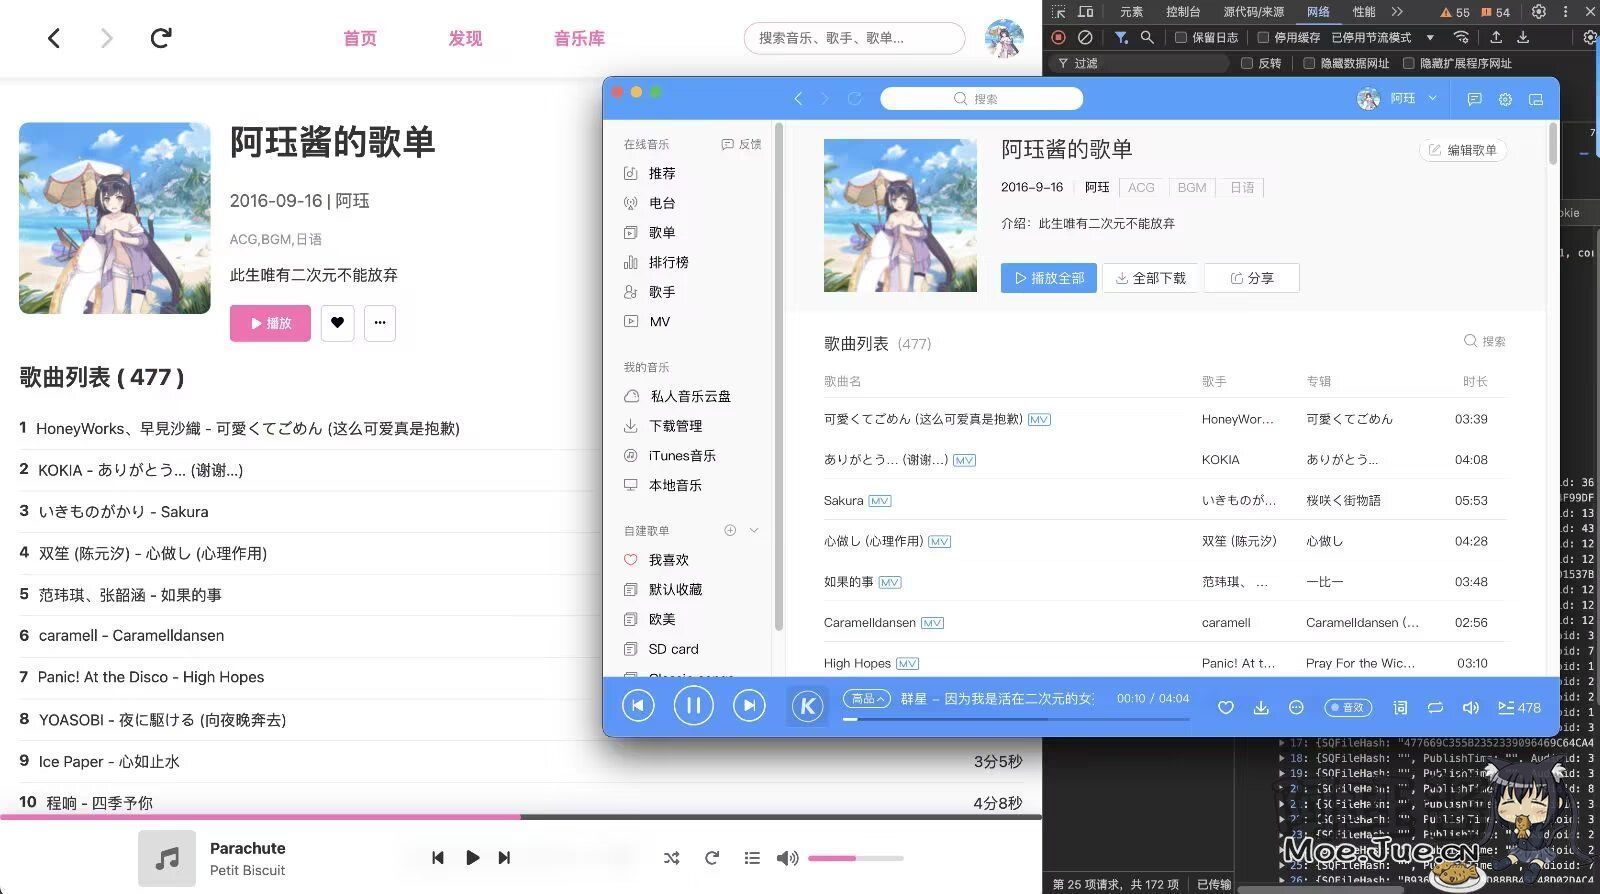 首页
发现
音乐库
搜索音乐、歌手、歌单...
阿珏酱的歌单
2016-09-16 | 阿珏
ACG,BGM,日语
此生唯有二次元不能放弃
播放
歌曲列表 ( 477 )
1 HoneyWorks、早見沙織 - 可愛くてごめん (这么可爱真是抱歉)
2 KOKIA - ありがとう... (谢谢...)
3 いきものがかり - Sakura
4 双笙 (陈元汐) - 心做し (心理作用)
5 范玮琪、张韶涵 - 如果的事
6 caramell - Caramelldansen
7 Panic! At the Disco - High Hopes
8 YOASOBI - 夜に駆ける (向夜晚奔去)
9 Ice Paper - 心如止水 3分5秒
10 程响 - 四季予你 4分8秒
Parachute
Petit Biscuit
搜索
阿珏
在线音乐 反馈
推荐
电台
歌单
排行榜
歌手
MV
我的音乐
私人音乐云盘
下载管理
iTunes音乐
本地音乐
自建歌单
我喜欢
默认收藏
欧美
SD card
阿珏酱的歌单
编辑歌单
2016-9-16 阿珏 ACG BGM 日语
介绍：此生唯有二次元不能放弃
播放全部 全部下载 分享
歌曲列表 (477) 搜索
歌曲名 歌手 专辑 时长
可愛くてごめん (这么可爱真是抱歉) MV HoneyWor... 可愛くてごめん 03:39
ありがとう... (谢谢...) MV KOKIA ありがとう... 04:08
Sakura MV いきものが... 桜咲く街物語 05:53
心做し (心理作用) MV 双笙 (陈元汐) 心做し 04:28
如果的事 MV 范玮琪、 ... 一比一 03:48
Caramelldansen MV caramell Caramelldansen (... 02:56
High Hopes MV Panic! At t... Pray For the Wic... 03:10
K
高品 群星 - 因为我是活在二次元的女 00:10 / 04:04
音效 词 478
元素 控制台 源代码/来源 网络 性能 55 54
保留日志 停用缓存 已停用节流模式
过滤 反转 隐藏数据网址 隐藏扩展程序网址
17: {SQFileHash: "477669C355B2352339096469C64CA4
18: {SQFileHash: "", PublishTime: "", Audioid: 3
第 25 项请求，共 172 项 已传输
Moe.Jue.cn